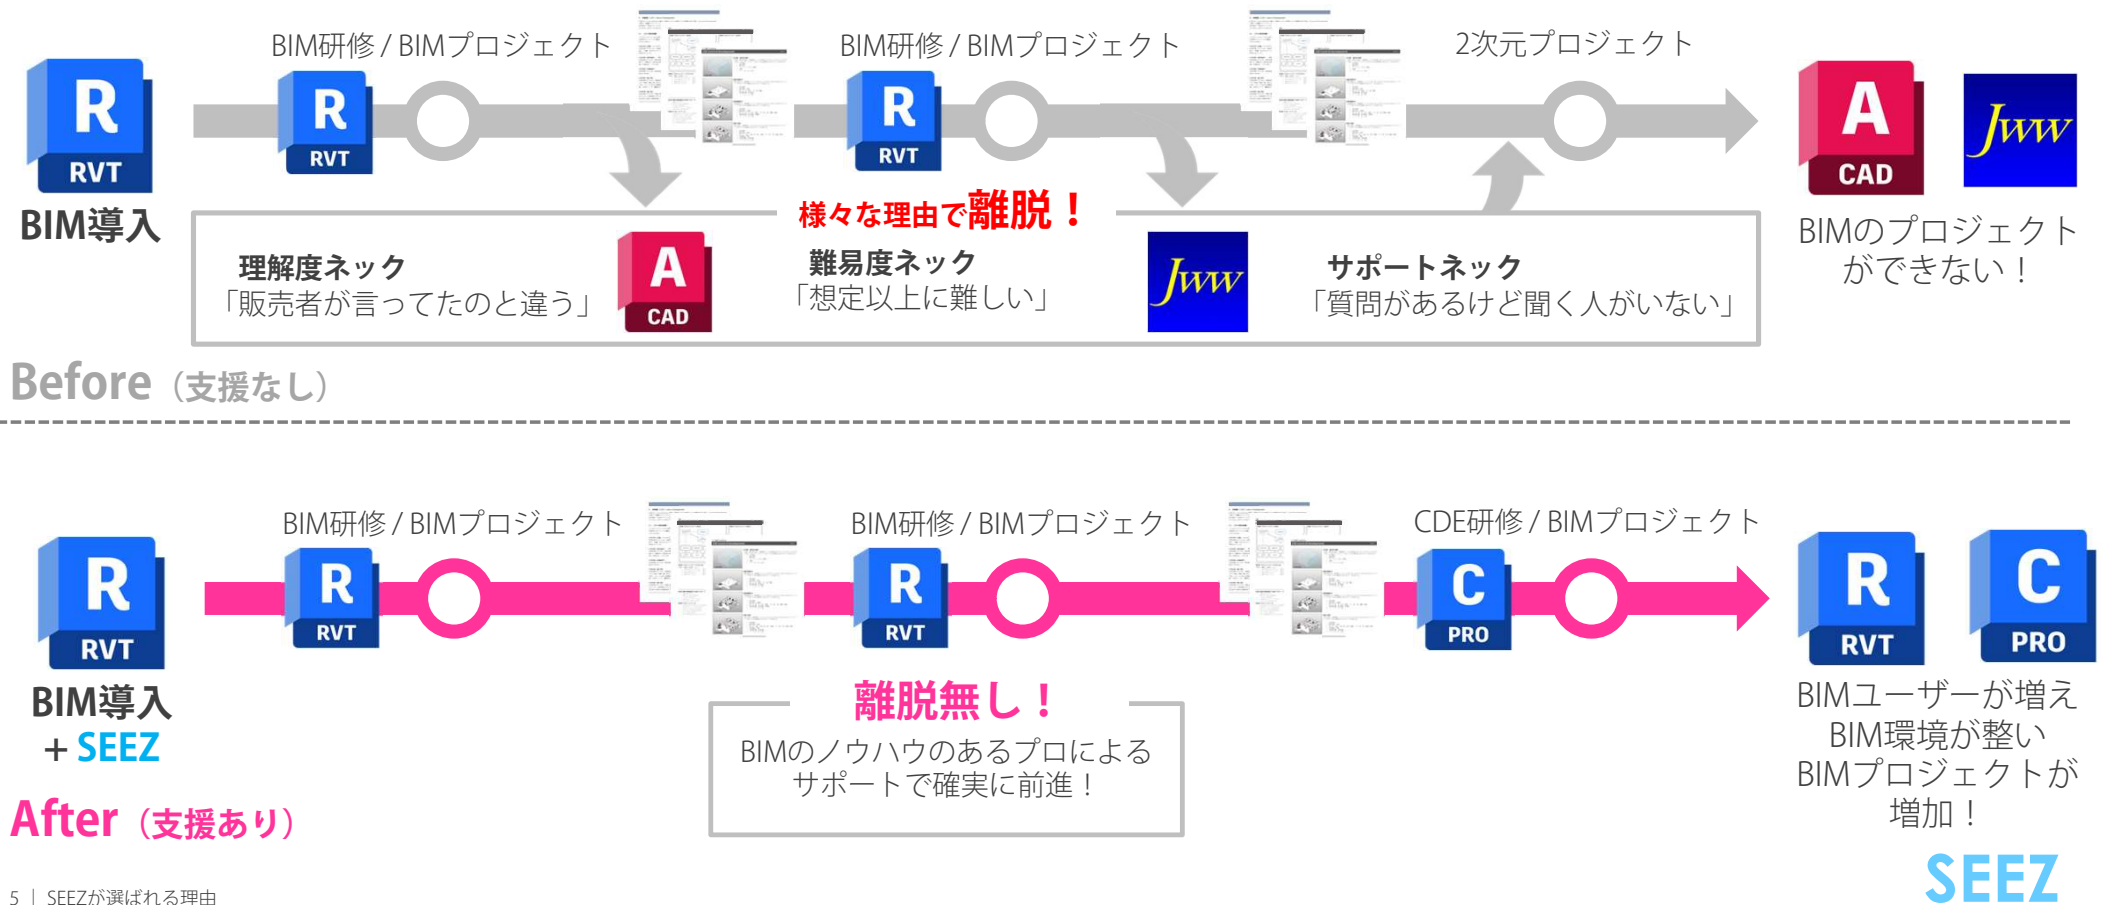 BIM研修 / BIMプロジェクト
BIM研修 / BIMプロジェクト
2次元プロジェクト
R
RVT
R
RVT
R
RVT
A
CAD
Jww
BIM導入
様々な理由で離脱！
理解度ネック
「販売者が言ってたのと違う」
A
CAD
難易度ネック
「想定以上に難しい」
Jww
サポートネック
「質問があるけど聞く人がいない」
BIMのプロジェクト
ができない！
Before（支援なし）
BIM研修 / BIMプロジェクト
BIM研修 / BIMプロジェクト
CDE研修 / BIMプロジェクト
R
RVT
R
RVT
R
RVT
C
PRO
R
RVT
C
PRO
BIM導入
+ SEEZ
離脱無し！
BIMのノウハウのあるプロによる
サポートで確実に前進！
BIMユーザーが増え
BIM環境が整い
BIMプロジェクトが
増加！
After（支援あり）
SEEZ
5 | SEEZが選ばれる理由